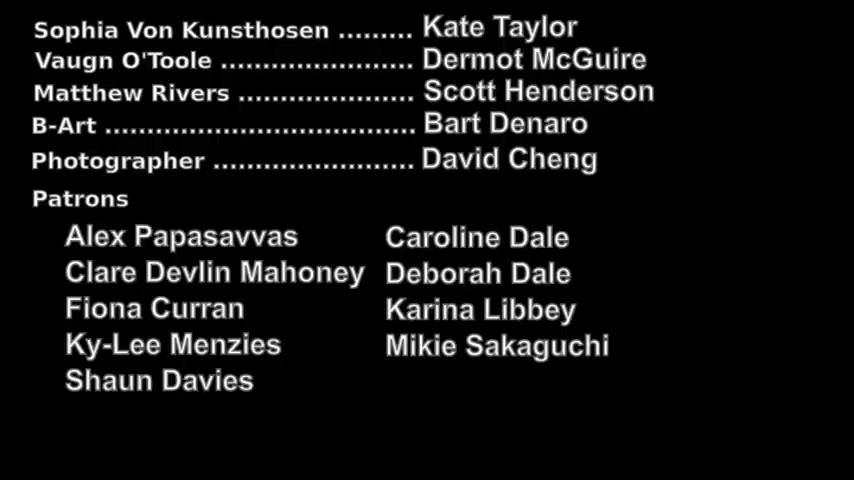 Sophia Von Kunsthosen ......... Kate Taylor
Vaugn O'Toole ....................... Dermot McGuire
Matthew Rivers ..................... Scott Henderson
B-Art ..................................... Bart Denaro
Photographer ........................ David Cheng
Patrons
Alex Papasavvas Caroline Dale
Clare Devlin Mahoney Deborah Dale
Fiona Curran Karina Libbey
Ky-Lee Menzies Mikie Sakaguchi
Shaun Davies